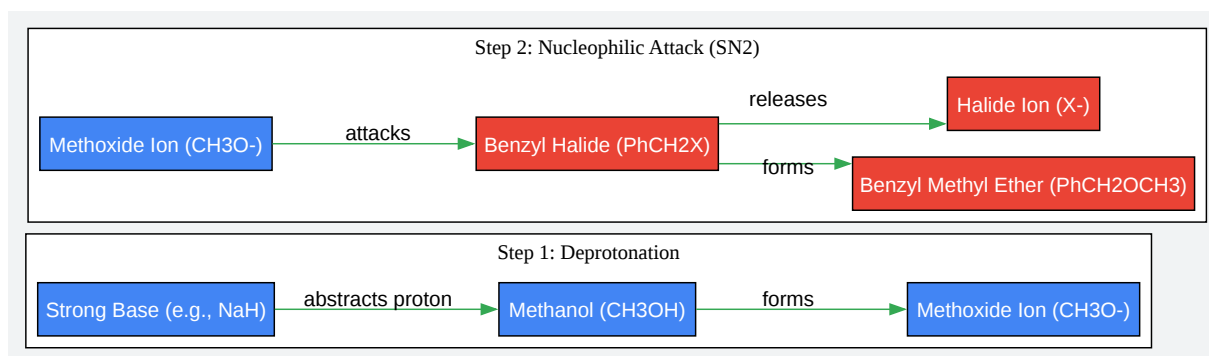 Step 2: Nucleophilic Attack (SN2)
Methoxide Ion (CH3O-)
attacks
Benzyl Halide (PhCH2X)
releases
Halide Ion (X-)
forms
Benzyl Methyl Ether (PhCH2OCH3)
Step 1: Deprotonation
Strong Base (e.g., NaH)
abstracts proton
Methanol (CH3OH)
forms
Methoxide Ion (CH3O-)